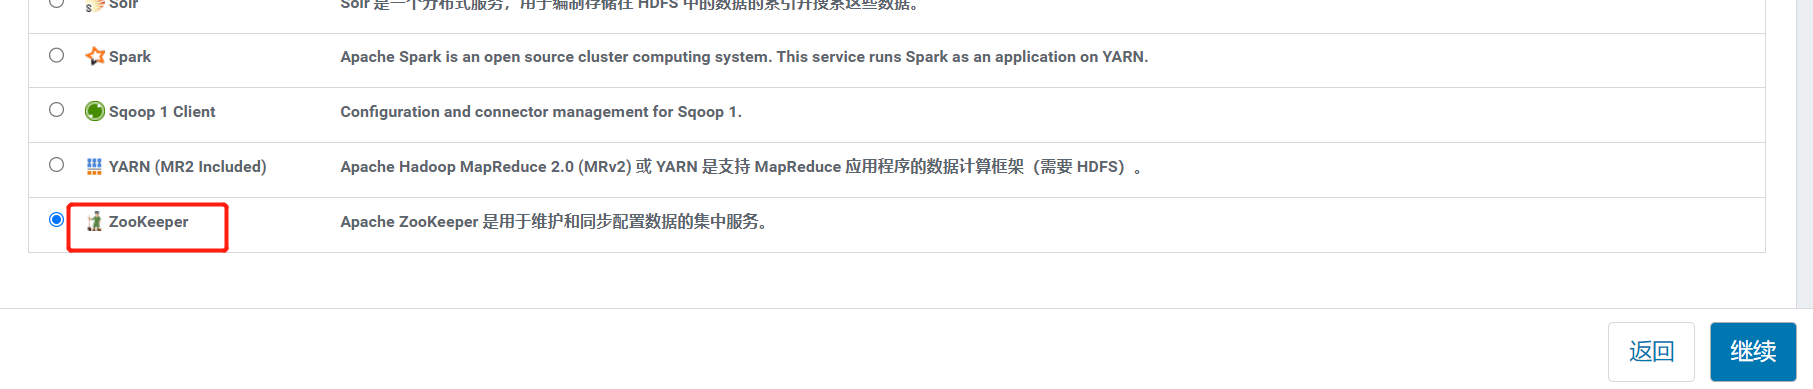 Solr Solr 是一个分布式服务，用于编制存储在 HDFS 中的数据的索引并搜索这些数据。
Spark Apache Spark is an open source cluster computing system. This service runs Spark as an application on YARN.
Sqoop 1 Client Configuration and connector management for Sqoop 1.
YARN (MR2 Included) Apache Hadoop MapReduce 2.0 (MRv2) 或 YARN 是支持 MapReduce 应用程序的数据计算框架（需要 HDFS）。
ZooKeeper Apache ZooKeeper 是用于维护和同步配置数据的集中服务。
返回 继续